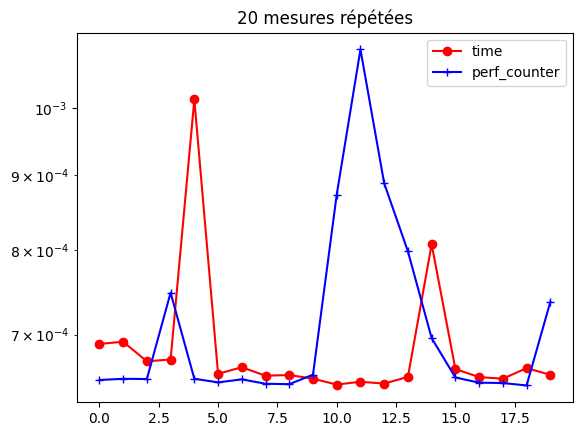 20 mesures répétées
time
perf_counter
10⁻³
9 × 10⁻⁴
8 × 10⁻⁴
7 × 10⁻⁴
0.0 2.5 5.0 7.5 10.0 12.5 15.0 17.5